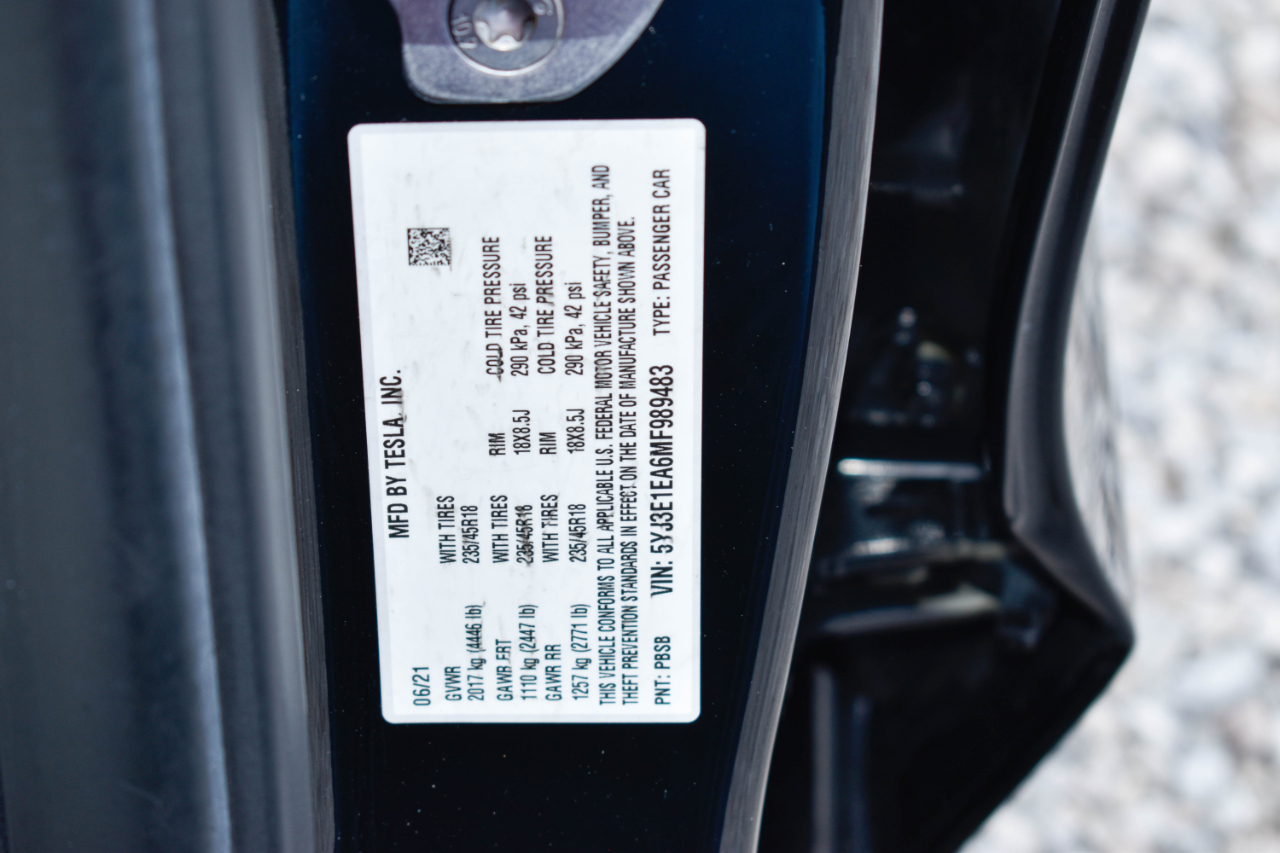 MFD BY TESLA, INC.
06/21
GVWR WITH TIRES
2017 kg (4446 lb) 235/45R18
GAWR FRT WITH TIRES RIM COLD TIRE PRESSURE
1110 kg (2447 lb) 235/45R18 18X8.5J 290 kPa, 42 psi
GAWR RR WITH TIRES RIM COLD TIRE PRESSURE
1257 kg (2771 lb) 235/45R18 18X8.5J 290 kPa, 42 psi
THIS VEHICLE CONFORMS TO ALL APPLICABLE U.S. FEDERAL MOTOR VEHICLE SAFETY, BUMPER, AND
THEFT PREVENTION STANDARDS IN EFFECT ON THE DATE OF MANUFACTURE SHOWN ABOVE.
PNT: PBSB VIN: 5YJ3E1EA6MF989483 TYPE: PASSENGER CAR